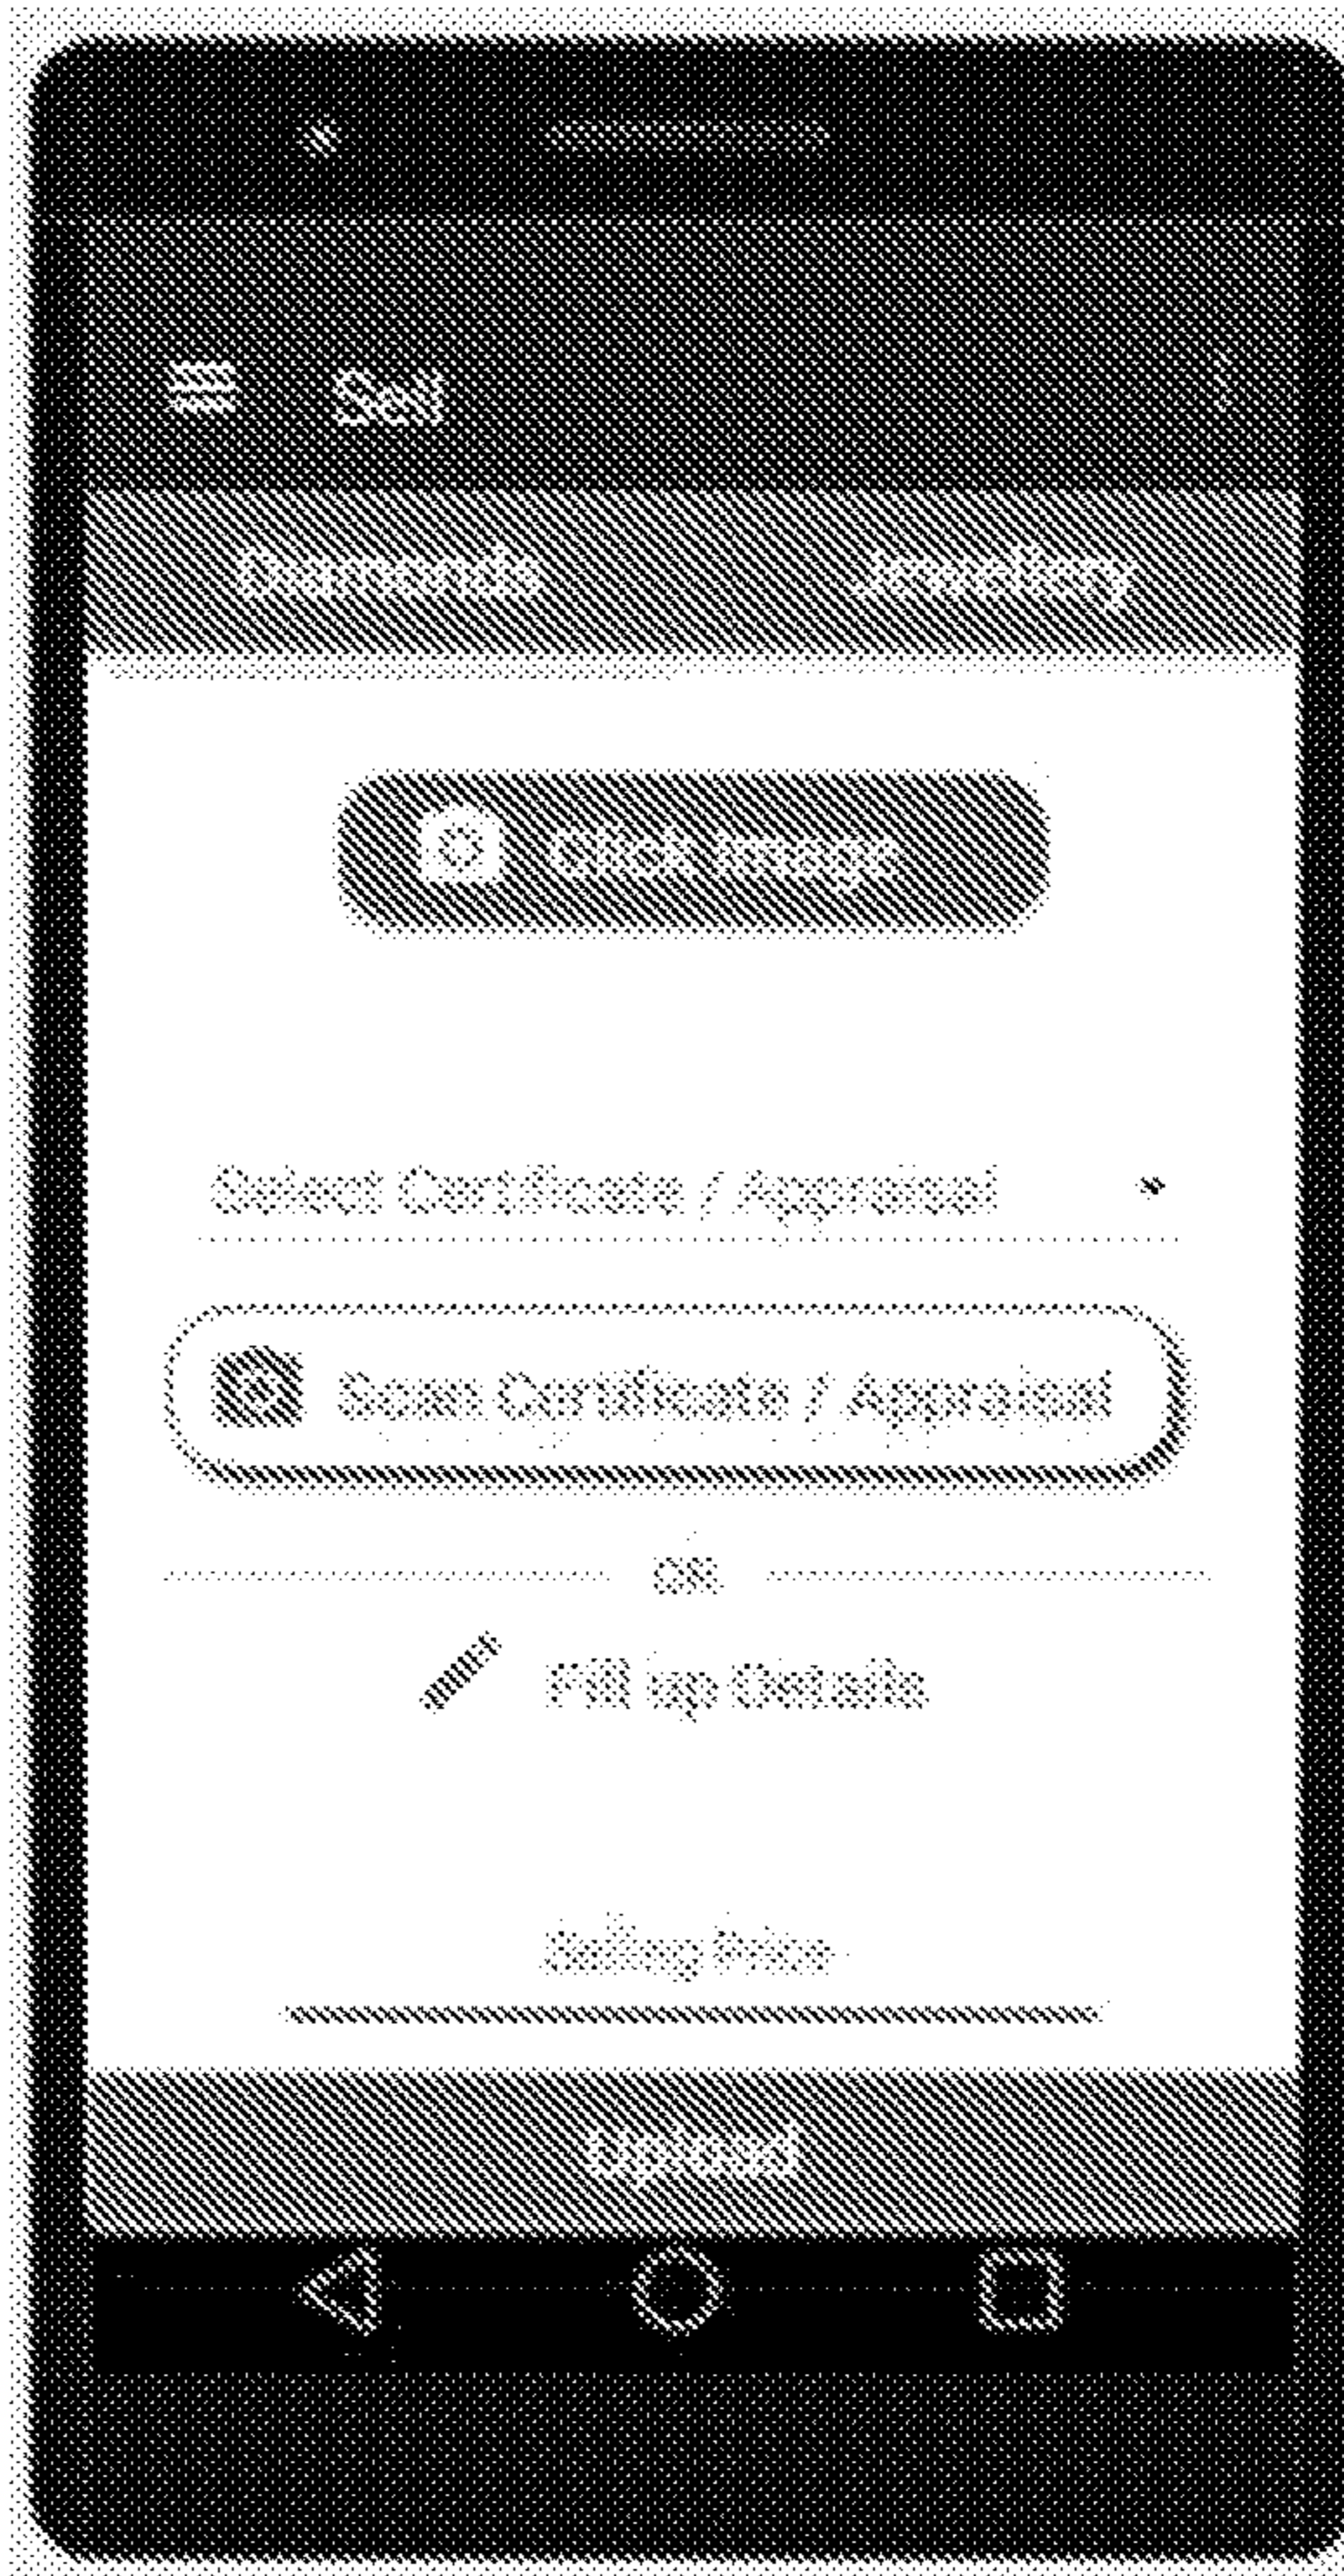 Sell
Diamonds Jewellery
Click Image
Select Certificate / Appraisal
Scan Certificate / Appraisal
OR
Fill up Details
Selling Price
Upload